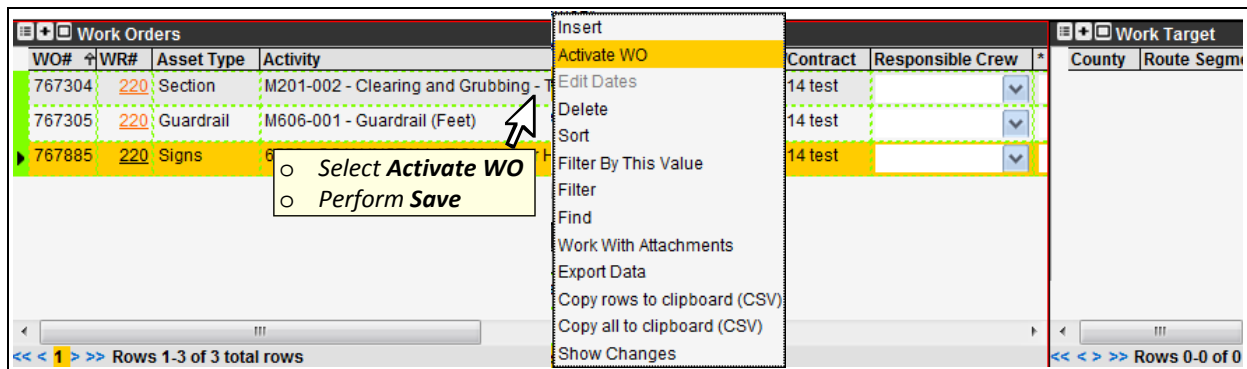 Work Orders
WO# WR# Asset Type Activity Contract Responsible Crew *
767304 220 Section M201-002 - Clearing and Grubbing - T 14 test
767305 220 Guardrail M606-001 - Guardrail (Feet) 14 test
767885 220 Signs 6 H 14 test
o Select Activate WO
o Perform Save
<< < 1 > >> Rows 1-3 of 3 total rows
Insert
Activate WO
Edit Dates
Delete
Sort
Filter By This Value
Filter
Find
Work With Attachments
Export Data
Copy rows to clipboard (CSV)
Copy all to clipboard (CSV)
Show Changes
Work Target
County Route Segm
<< < > >> Rows 0-0 of 0